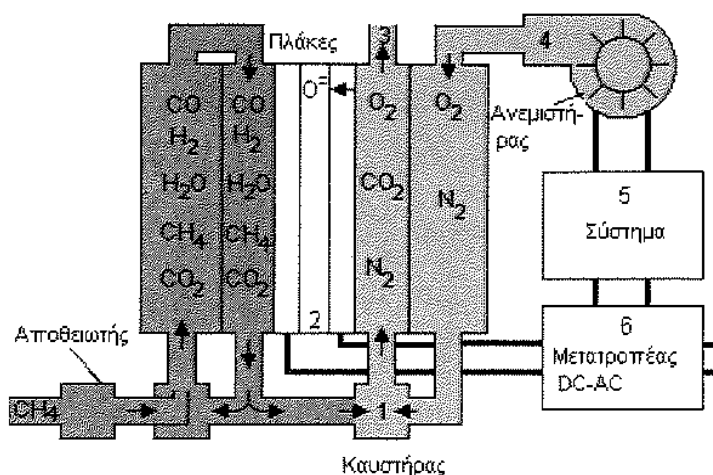 Πλάκες
3
4
CO
H₂
H₂O
CH₄
CO₂
CO
H₂
H₂O
CH₄
CO₂
O⁼
2
O₂
CO₂
N₂
O₂
N₂
Ανεμιστή-
ρας
5
Σύστημα
6
Μετατροπέας
DC-AC
Αποθειωτής
CH₄
1
Καυστήρας